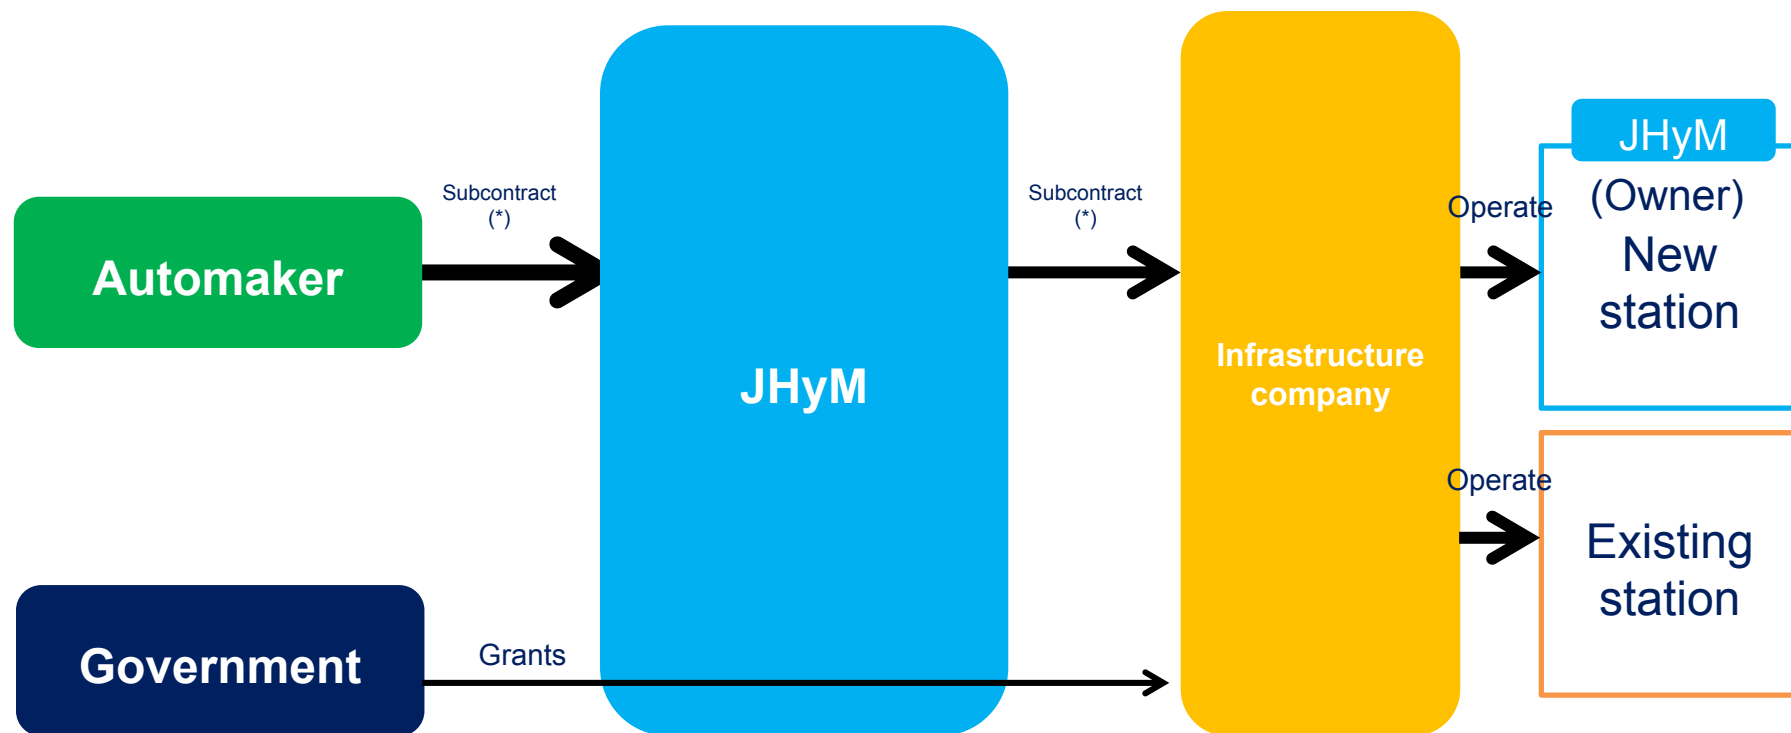 Automaker
Subcontract
(*)
JHyM
Subcontract
(*)
Infrastructure
company
Operate
JHyM
(Owner)
New
station
Operate
Existing
station
Government
Grants